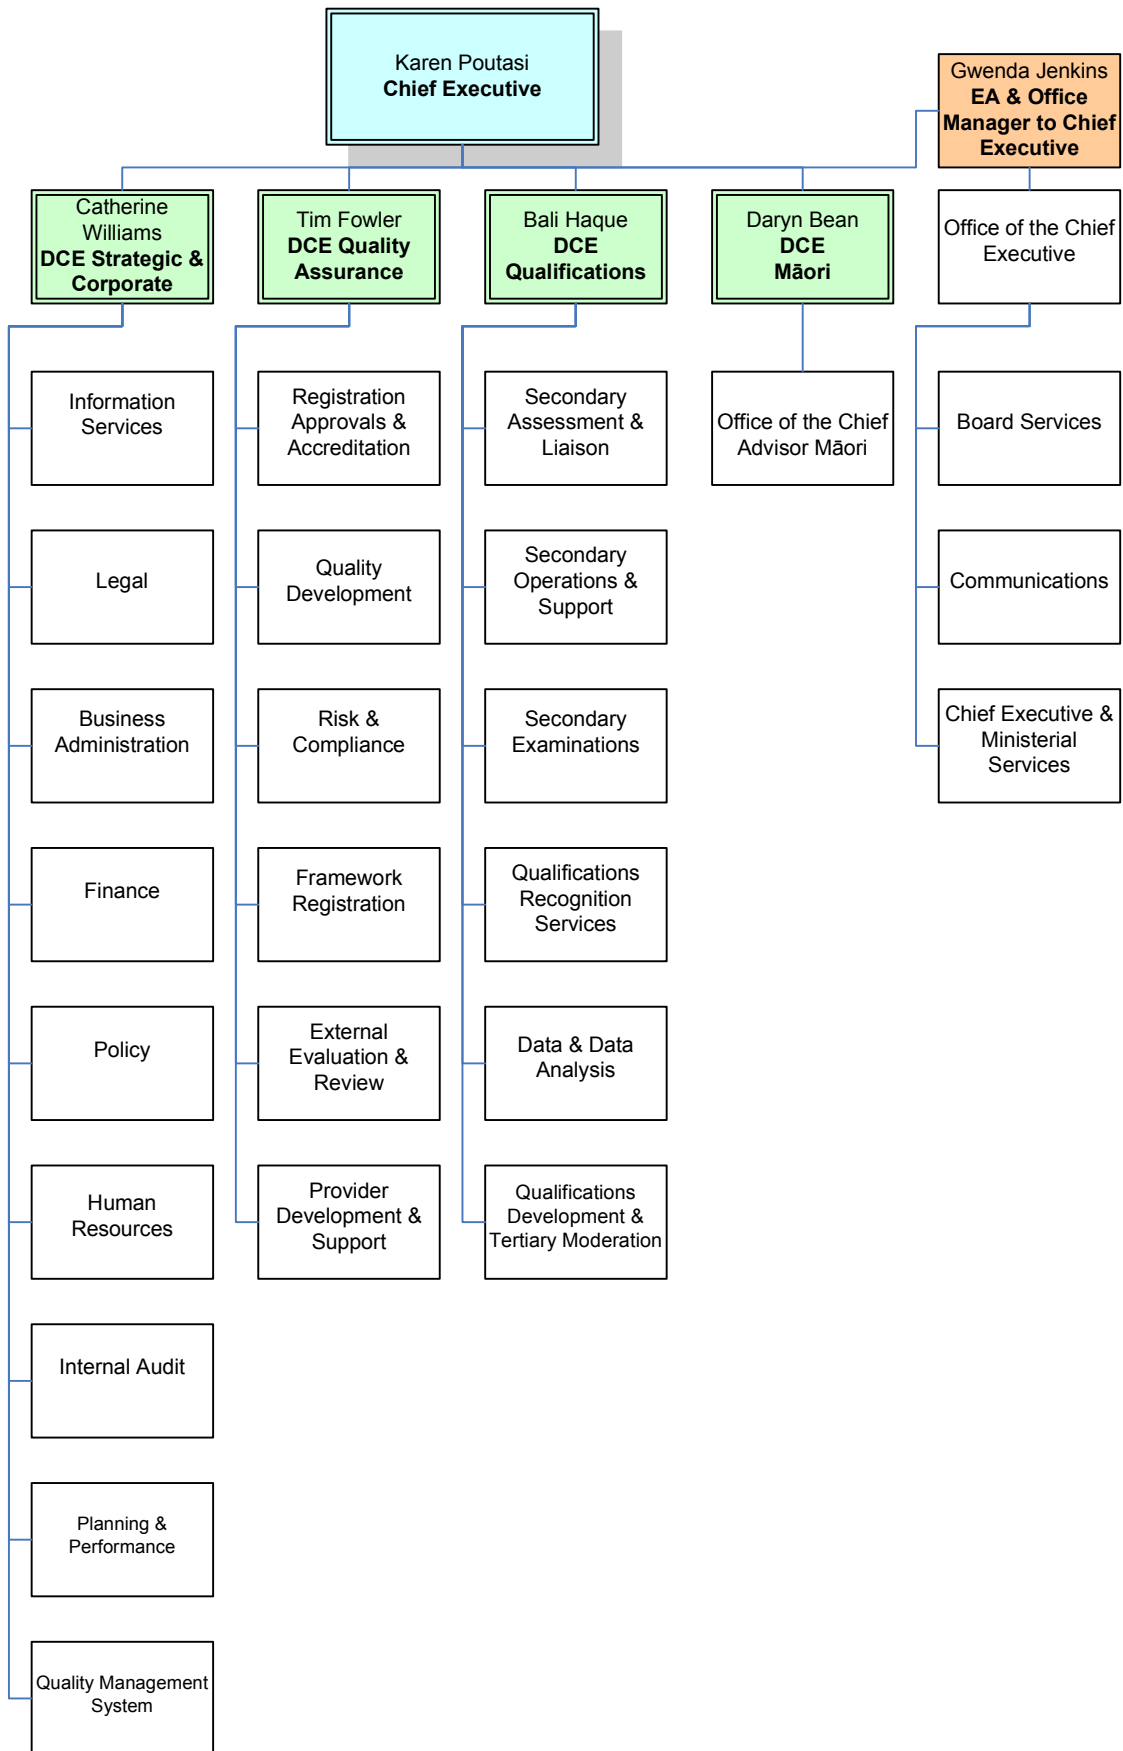 Karen Poutasi
Chief Executive
Gwenda Jenkins
EA & Office
Manager to Chief
Executive
Catherine
Williams
DCE Strategic &
Corporate
Tim Fowler
DCE Quality
Assurance
Bali Haque
DCE
Qualifications
Daryn Bean
DCE
Māori
Office of the Chief
Executive
Information
Services
Registration
Approvals &
Accreditation
Secondary
Assessment &
Liaison
Office of the Chief
Advisor Māori
Board Services
Legal
Quality
Development
Secondary
Operations &
Support
Communications
Business
Administration
Risk &
Compliance
Secondary
Examinations
Chief Executive &
Ministerial
Services
Finance
Framework
Registration
Qualifications
Recognition
Services
Policy
External
Evaluation &
Review
Data & Data
Analysis
Human
Resources
Provider
Development &
Support
Qualifications
Development &
Tertiary Moderation
Internal Audit
Planning &
Performance
Quality Management
System